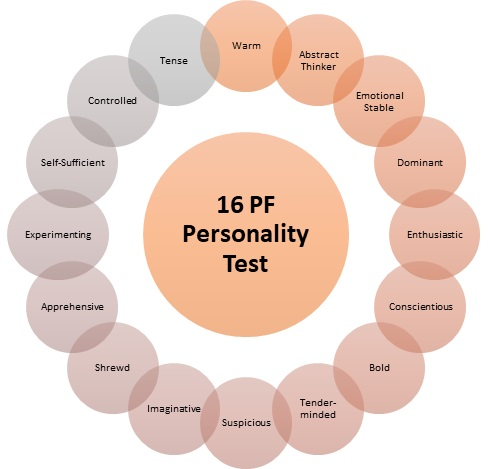 Warm
Abstract
Thinker
Emotional
Stable
Dominant
Enthusiastic
Conscientious
Bold
Tender-
minded
Suspicious
Imaginative
Shrewd
Apprehensive
Experimenting
Self-Sufficient
Controlled
Tense
16 PF
Personality
Test